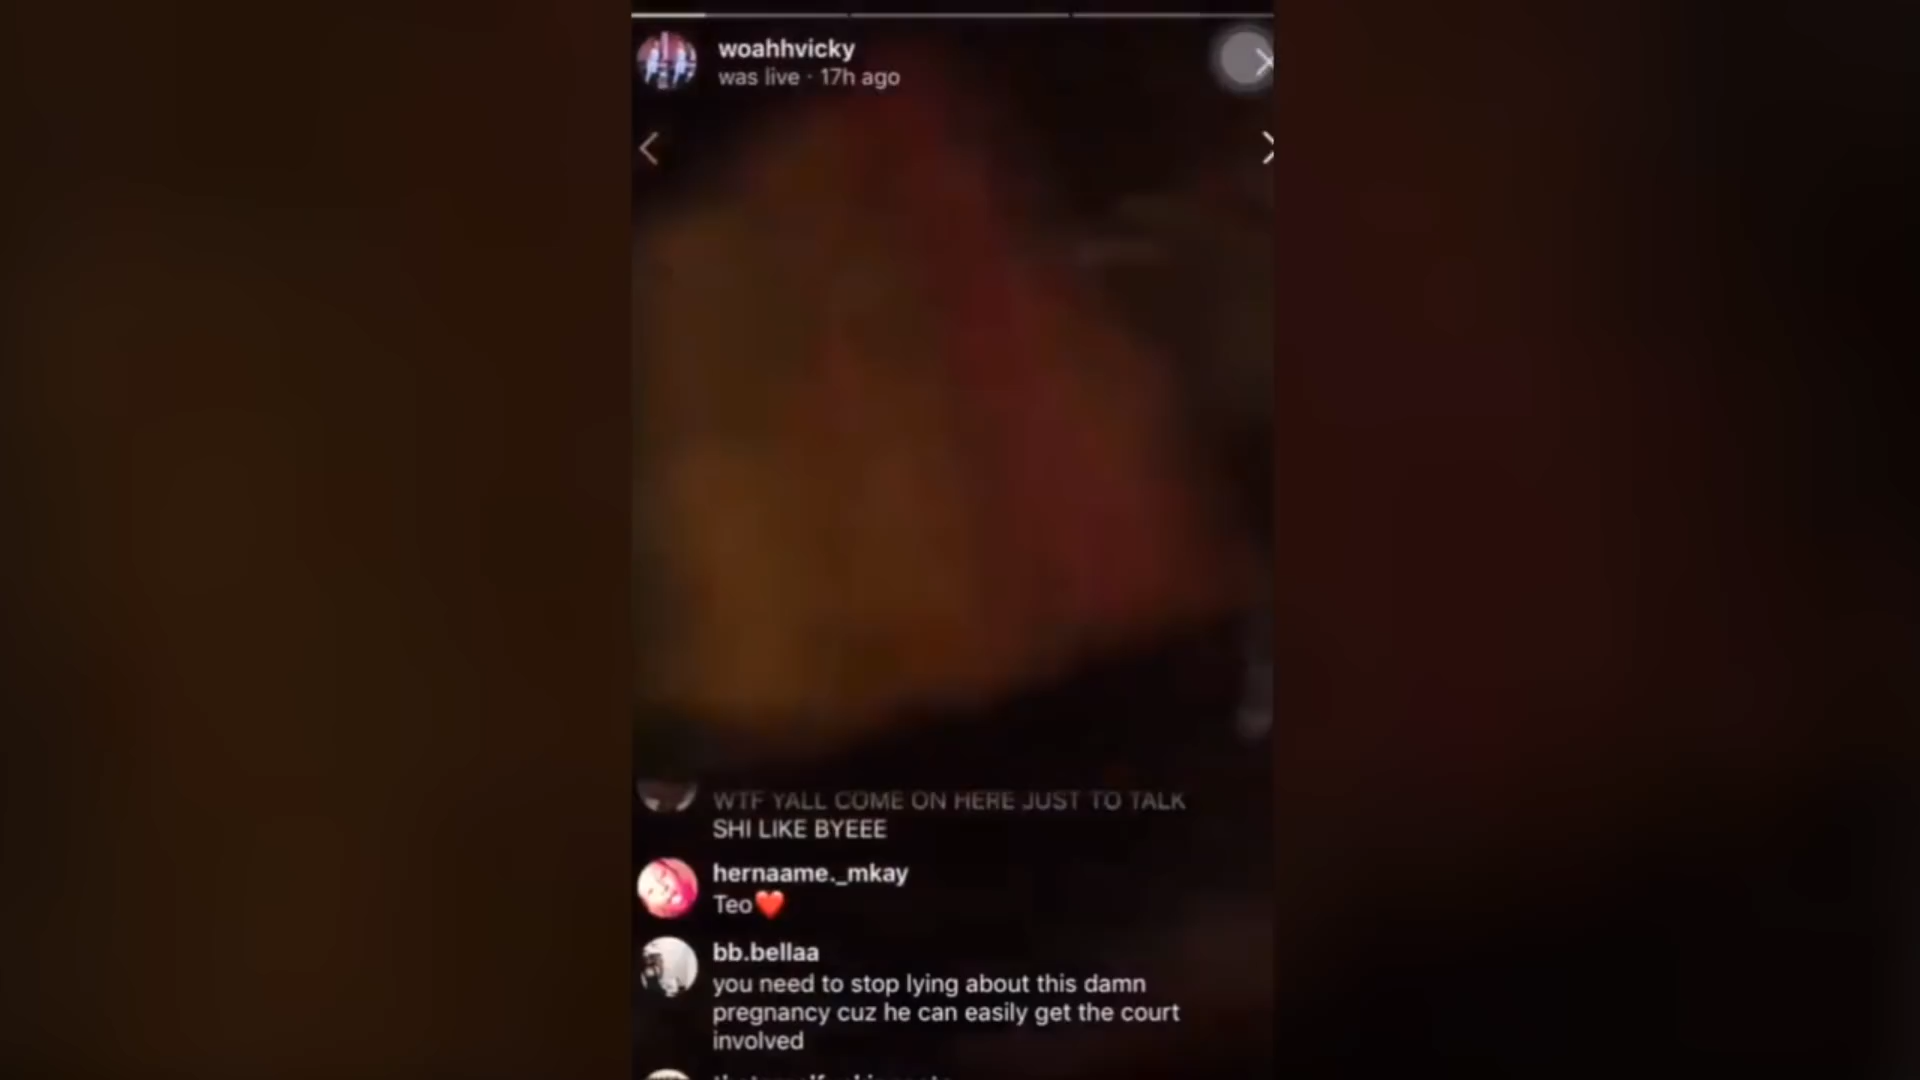 woahhvicky
was live · 17h ago
WTF YALL COME ON HERE JUST TO TALK
SHI LIKE BYEEE
hernaame._mkay
Teo❤️
bb.bellaa
you need to stop lying about this damn
pregnancy cuz he can easily get the court
involved